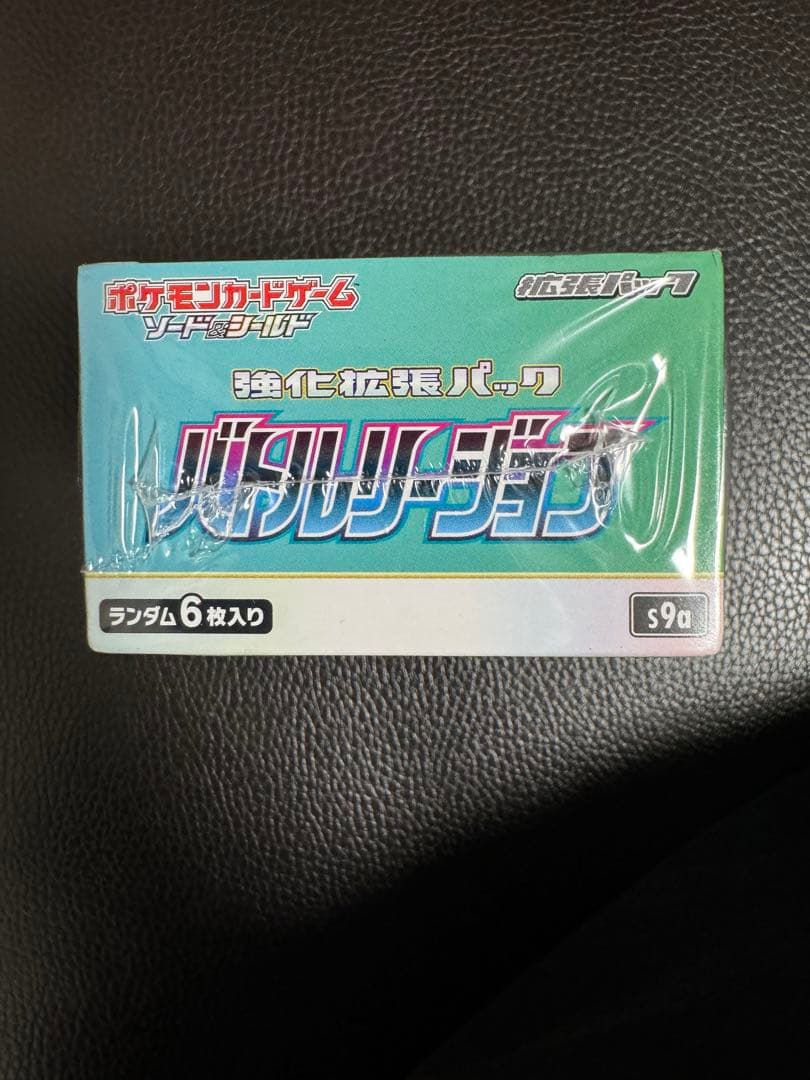 ポケモンカードゲーム
ソード&シールド
拡張パック
強化拡張パック
バトルリージョン
ランダム6枚入り
s9a